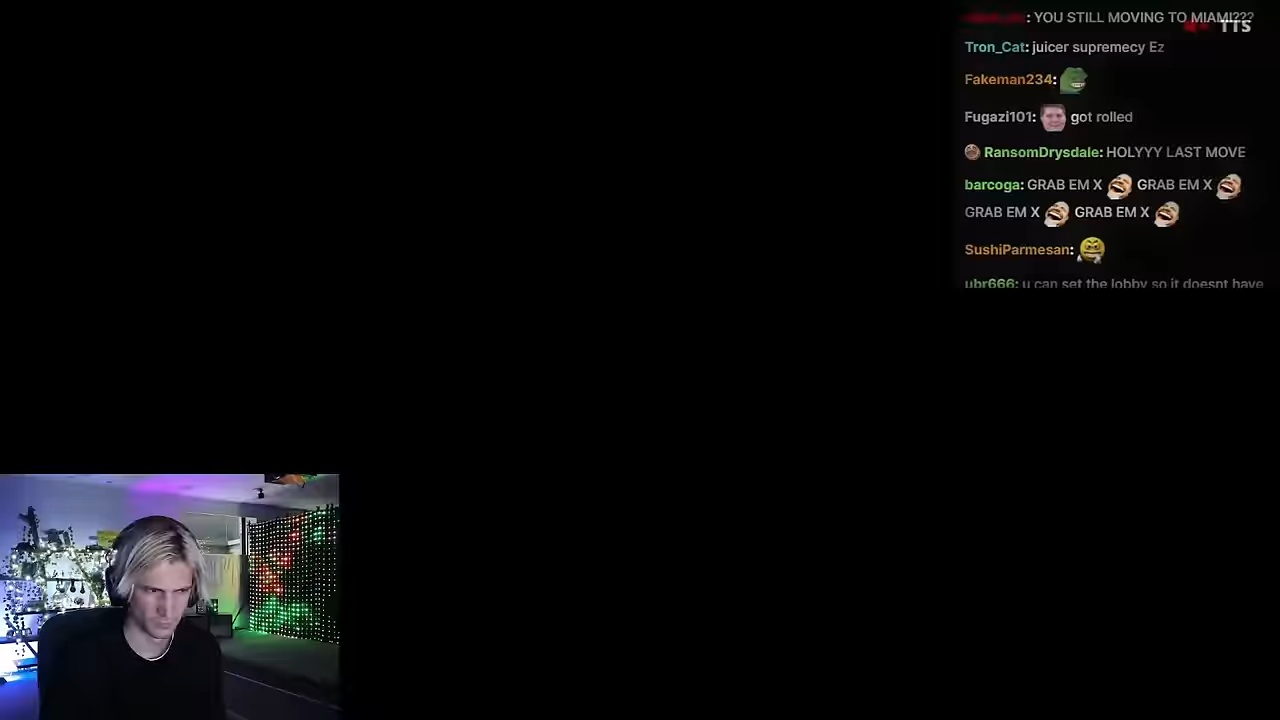 : YOU STILL MOVING TO MIAMI???
TTS
Tron_Cat: juicer supremecy Ez
Fakeman234:
Fugazi101: got rolled
RansomDrysdale: HOLYYY LAST MOVE
barcoga: GRAB EM X GRAB EM X
GRAB EM X GRAB EM X
SushiParmesan:
ubr666: u can set the lobby so it doesnt have